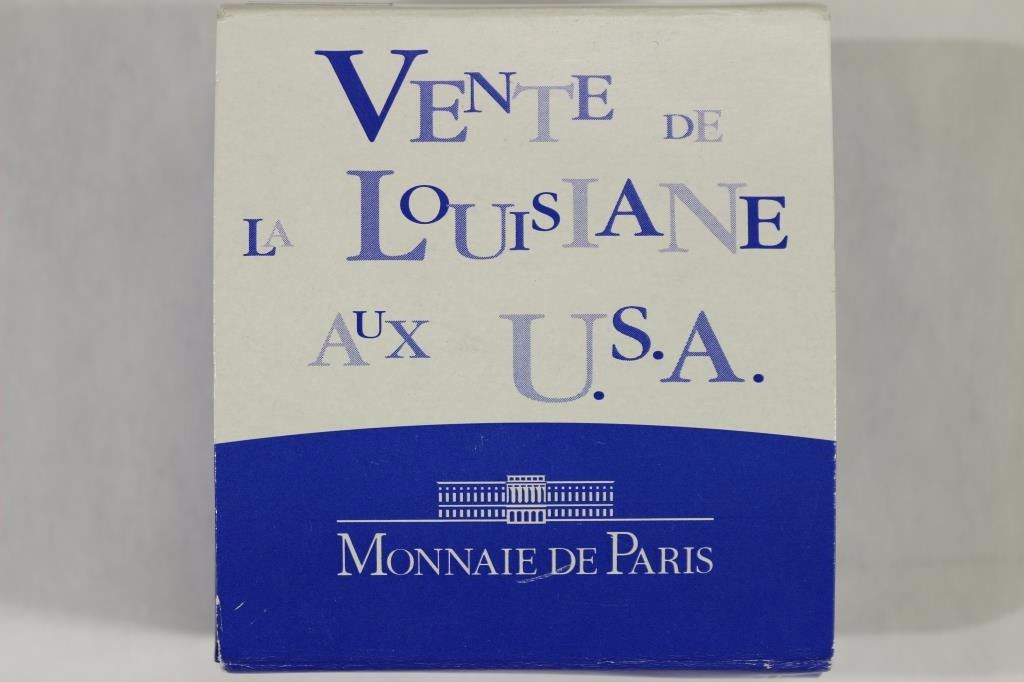 VENTE DE
LA LOUISIANE
AUX U.S.A.
MONNAIE DE PARIS